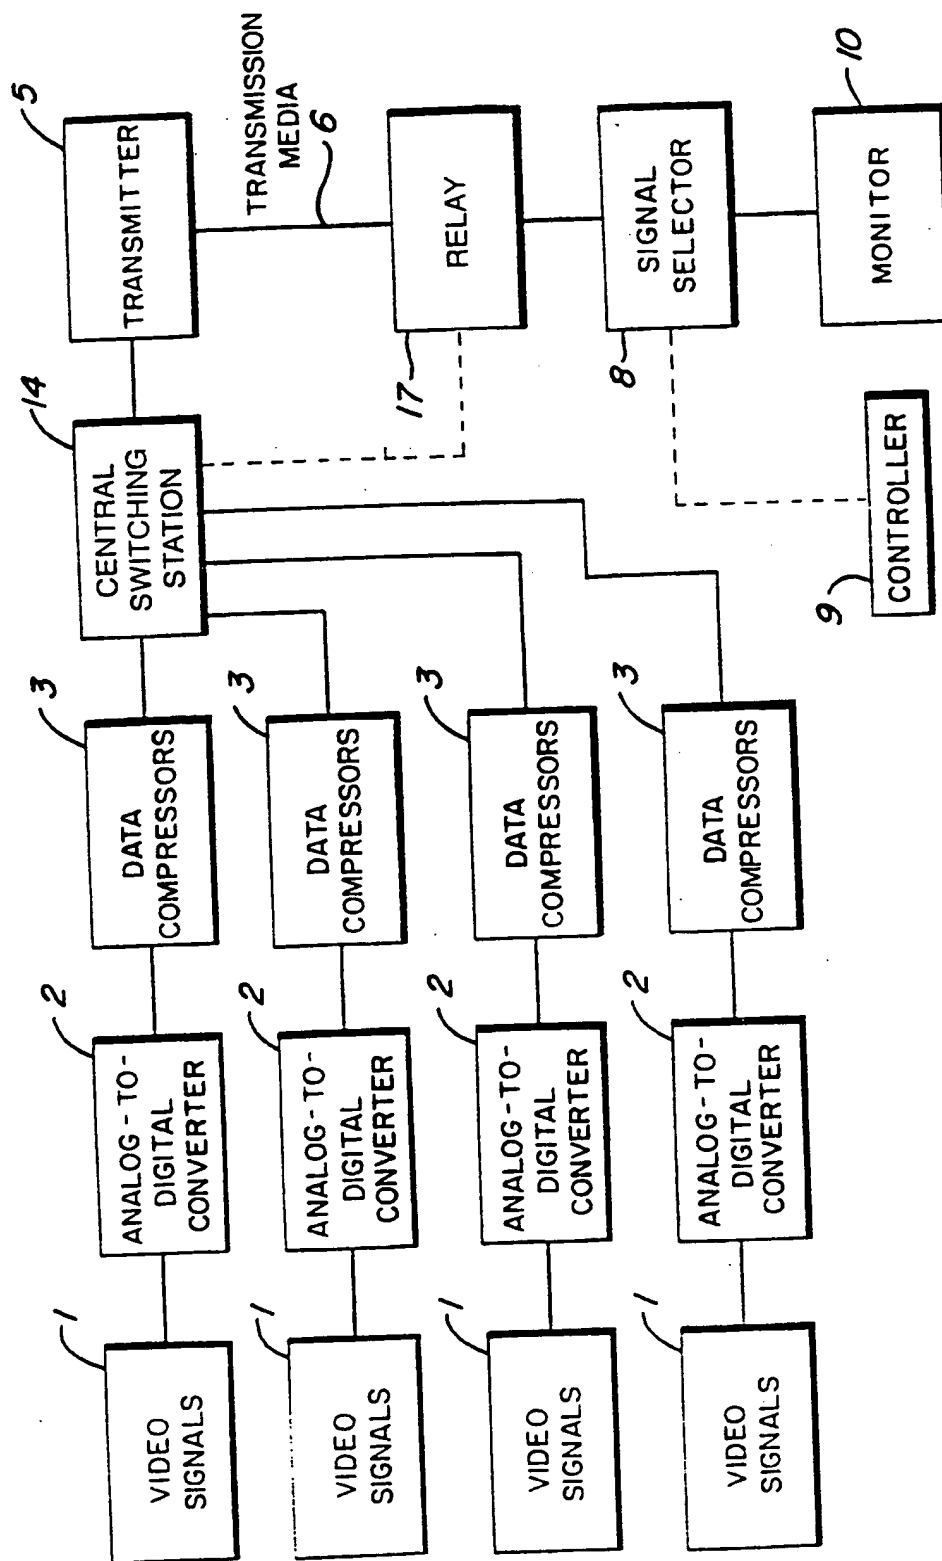 1
VIDEO
SIGNALS
2
ANALOG-TO-
DIGITAL
CONVERTER
3
DATA
COMPRESSORS
14
CENTRAL
SWITCHING
STATION
5
TRANSMITTER
1
VIDEO
SIGNALS
2
ANALOG-TO-
DIGITAL
CONVERTER
3
DATA
COMPRESSORS
TRANSMISSION
MEDIA
6
1
VIDEO
SIGNALS
2
ANALOG-TO-
DIGITAL
CONVERTER
3
DATA
COMPRESSORS
17
RELAY
1
VIDEO
SIGNALS
2
ANALOG-TO-
DIGITAL
CONVERTER
3
DATA
COMPRESSORS
8
SIGNAL
SELECTOR
9
CONTROLLER
10
MONITOR